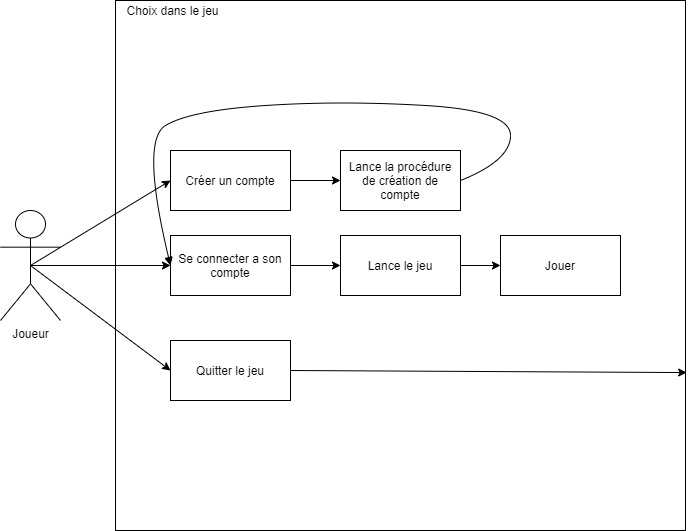 Choix dans le jeu
Créer un compte
Lance la procédure
de création de
compte
Se connecter a son
compte
Lance le jeu
Jouer
Joueur
Quitter le jeu